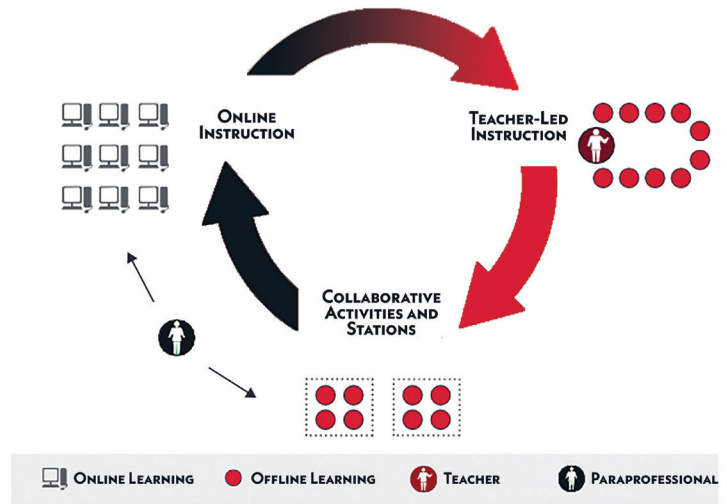 Online
Instruction
Teacher-Led
Instruction
Collaborative
Activities and
Stations
Online Learning
Offline Learning
Teacher
Paraprofessional